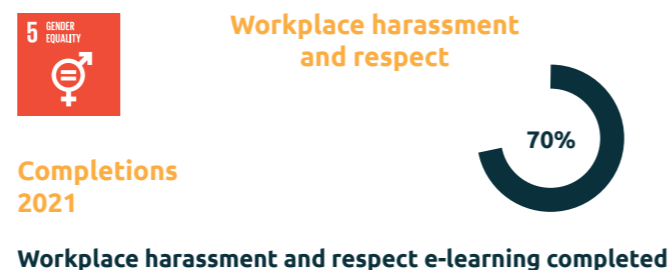 5 GENDER
EQUALITY
Workplace harassment
and respect
70%
Completions
2021
Workplace harassment and respect e-learning completed